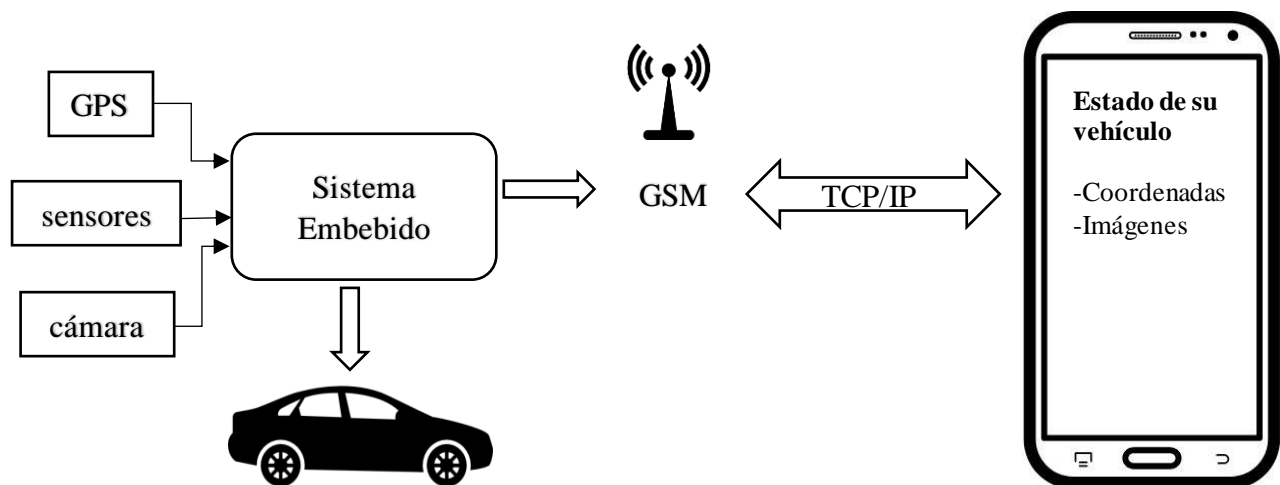 GPS
sensores
cámara
Sistema
Embebido
GSM
TCP/IP
Estado de su
vehículo
-Coordenadas
-Imágenes